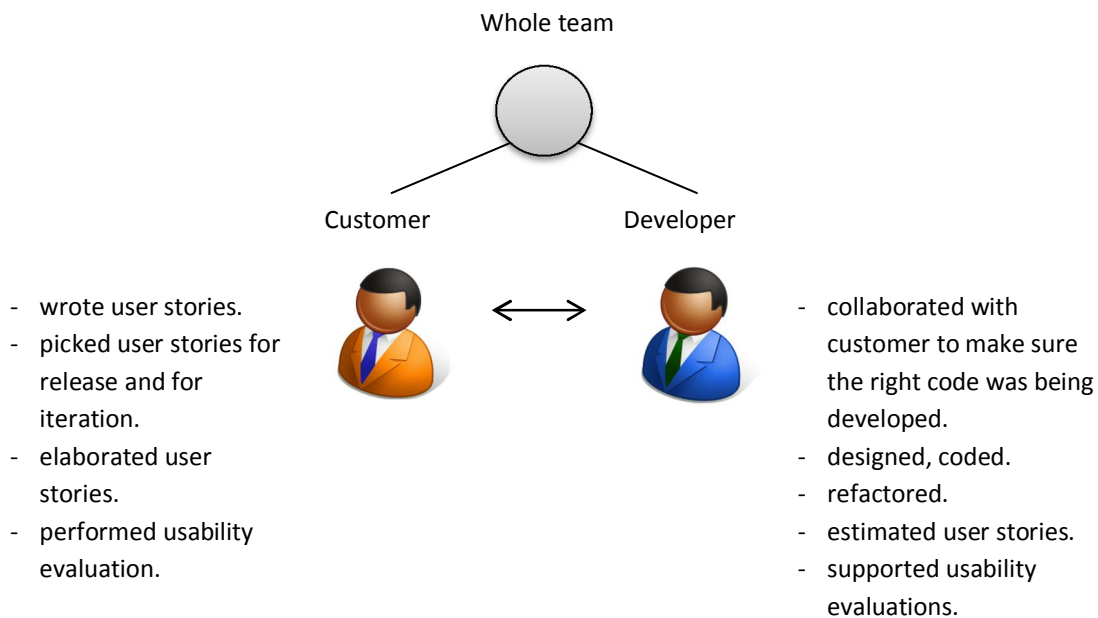 Whole team
Customer
Developer
- wrote user stories.
- picked user stories for
release and for
iteration.
- elaborated user
stories.
- performed usability
evaluation.
- collaborated with
customer to make sure
the right code was being
developed.
- designed, coded.
- refactored.
- estimated user stories.
- supported usability
evaluations.